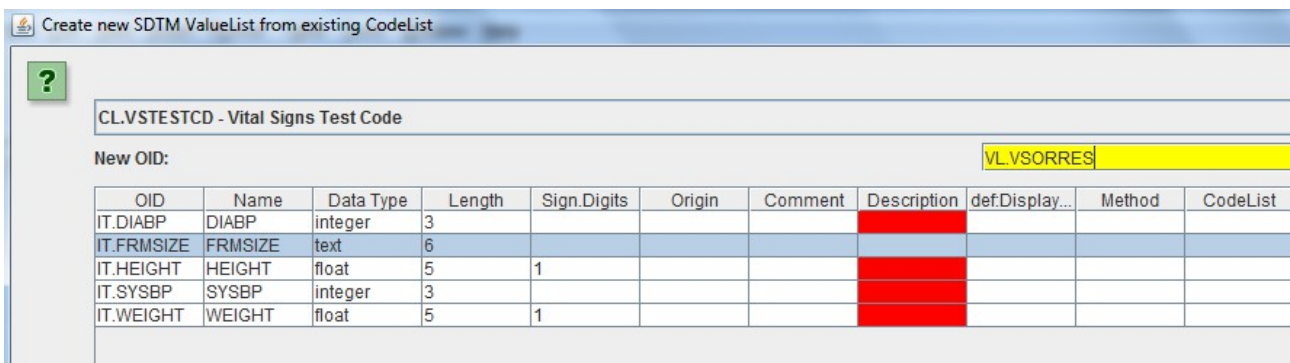 Create new SDTM ValueList from existing CodeList
?
CL.VSTESTCD - Vital Signs Test Code
New OID: VL.VSORRES
OID Name Data Type Length Sign.Digits Origin Comment Description def:Display... Method CodeList
IT.DIABP DIABP integer 3
IT.FRMSIZE FRMSIZE text 6
IT.HEIGHT HEIGHT float 5 1
IT.SYSBP SYSBP integer 3
IT.WEIGHT WEIGHT float 5 1